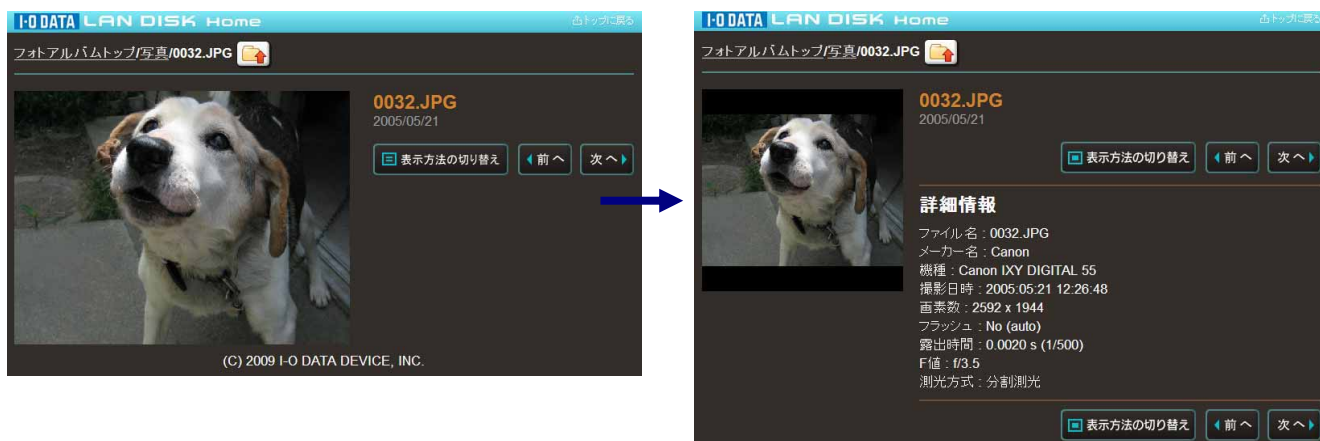 I-O DATA LAN DISK Home
凸トップに戻る
フォトアルバムトップ/写真/0032.JPG
0032.JPG
2005/05/21
表示方法の切り替え
前へ
次へ
(C) 2009 I-O DATA DEVICE, INC.
I-O DATA LAN DISK Home
凸トップに戻る
フォトアルバムトップ/写真/0032.JPG
0032.JPG
2005/05/21
表示方法の切り替え
前へ
次へ
詳細情報
ファイル名 : 0032.JPG
メーカー名 : Canon
機種 : Canon IXY DIGITAL 55
撮影日時 : 2005:05:21 12:26:48
画素数 : 2592 x 1944
フラッシュ : No (auto)
露出時間 : 0.0020 s (1/500)
F値 : f/3.5
測光方式 : 分割測光
表示方法の切り替え
前へ
次へ